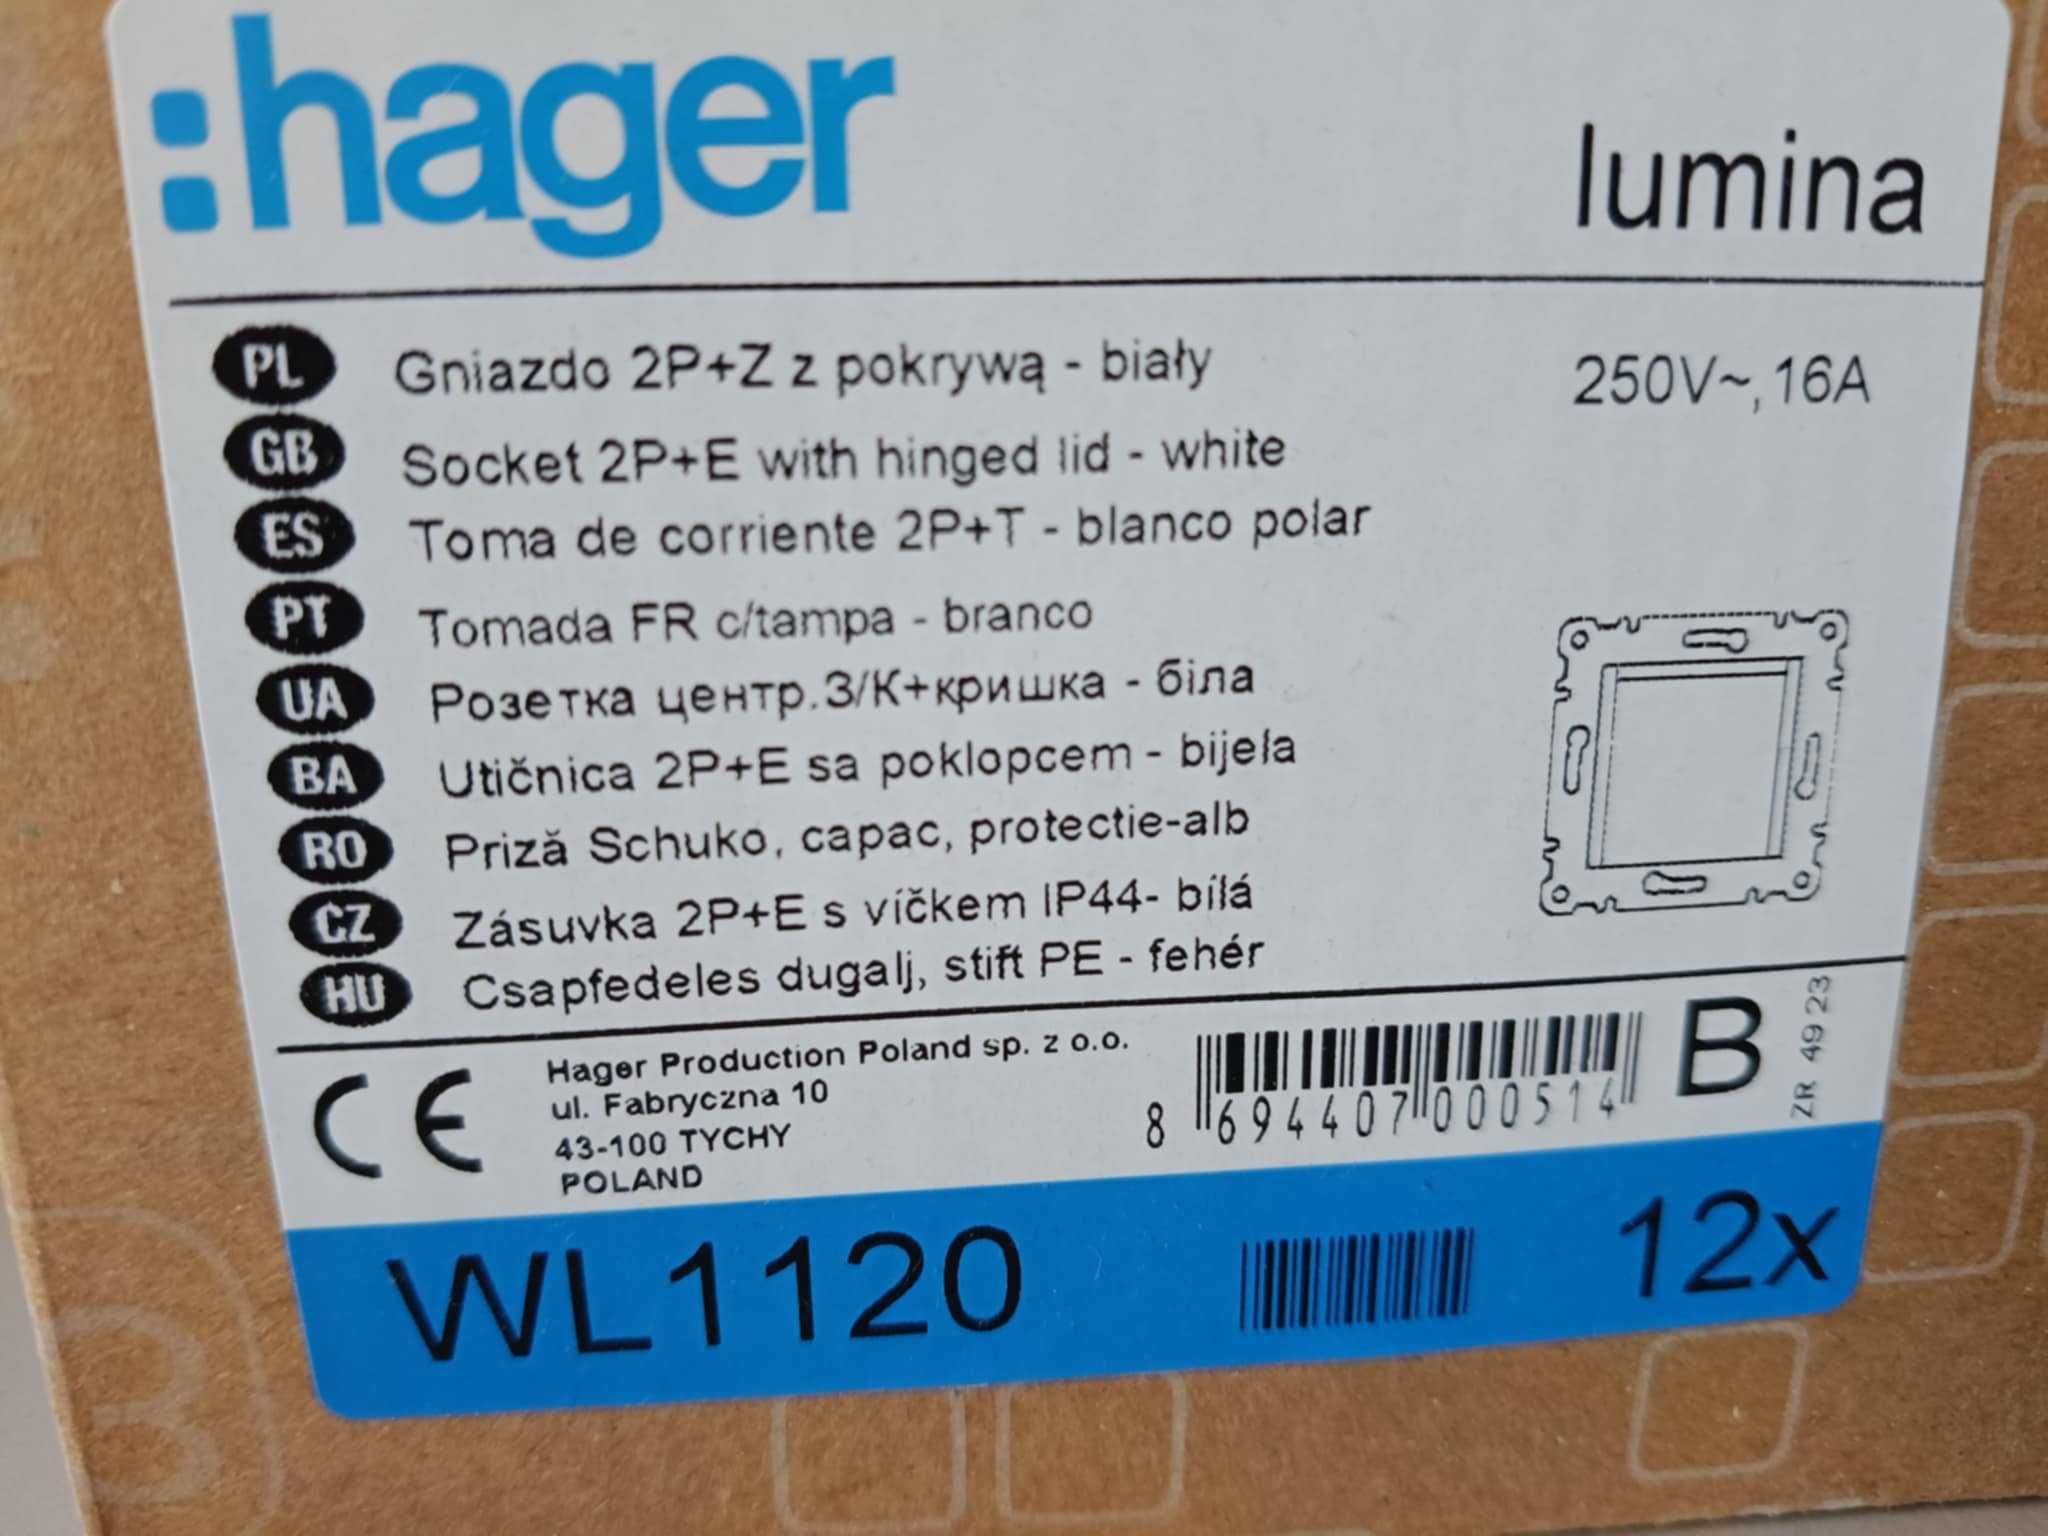 :hager
lumina
PL Gniazdo 2P+Z z pokrywą - biały
250V~, 16A
GB Socket 2P+E with hinged lid - white
ES Toma de corriente 2P+T - blanco polar
PT Tomada FR c/tampa - branco
UA Розетка центр.З/К+кришка - біла
BA Utičnica 2P+E sa poklopcem - bijela
RO Priză Schuko, capac, protectie-alb
CZ Zásuvka 2P+E s víčkem IP44- bílá
HU Csapfedeles dugalj, stift PE - fehér
CE
Hager Production Poland sp. z o.o.
ul. Fabryczna 10
43-100 TYCHY
POLAND
8 694407 000514
B
ZR 49 23
WL1120
12x